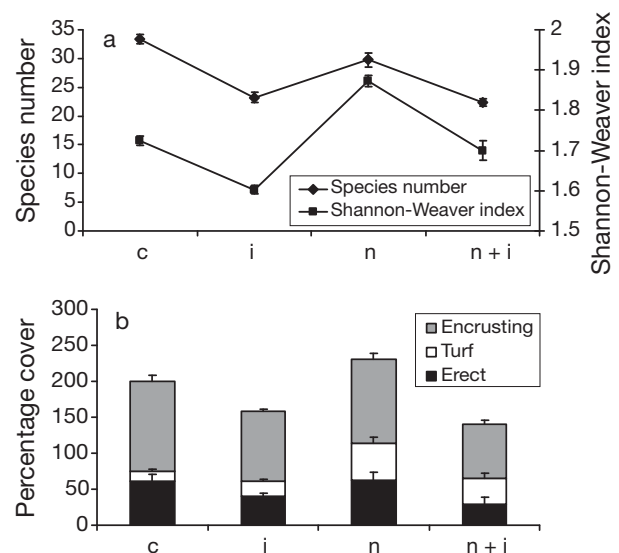 a
Species number
35
30
25
20
15
10
5
0
2
1.9
1.8
1.7
1.6
1.5
Shannon-Weaver index
Species number
Shannon-Weaver index
c i n n + i
b
Percentage cover
300
250
200
150
100
50
0
Encrusting
Turf
Erect
c i n n + i